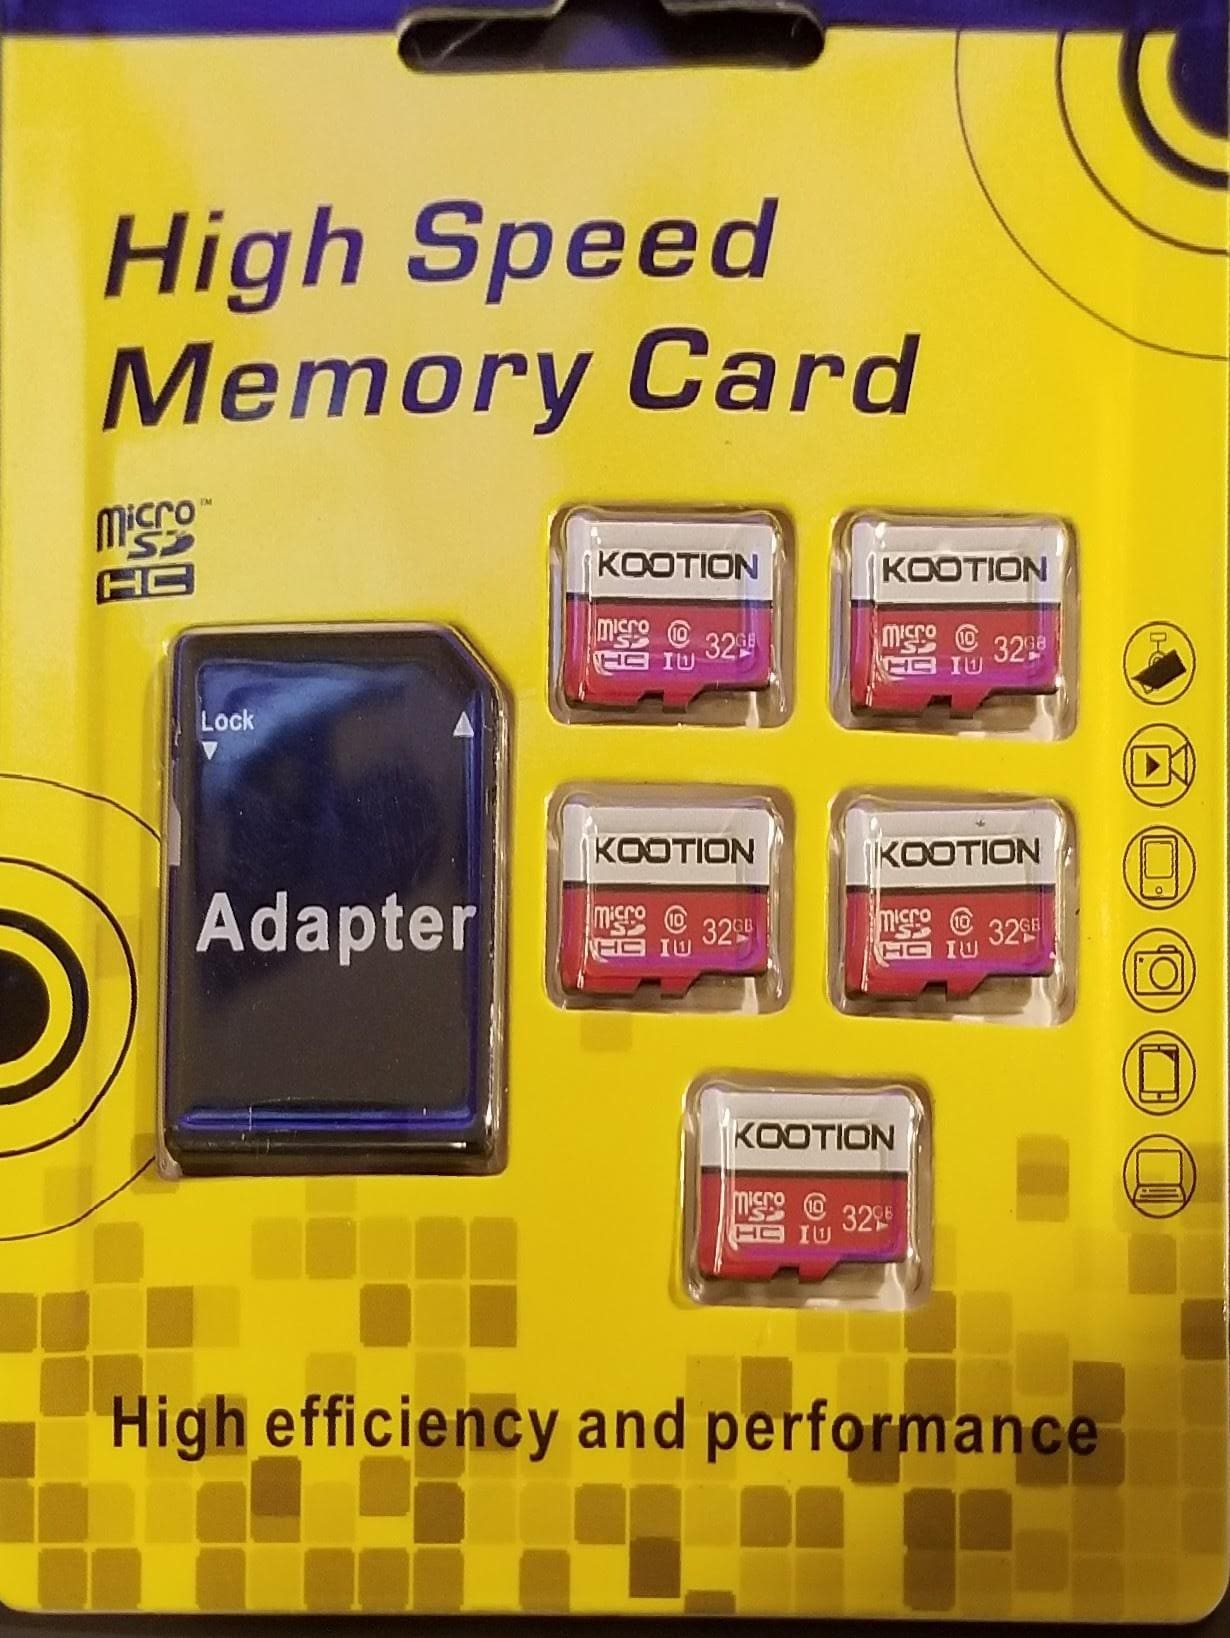 High Speed
Memory Card
micro™
SD
HC
Lock
Adapter
KOOTION
micro SD HC 10 I U1 32GB
KOOTION
micro SD HC 10 I U1 32GB
KOOTION
micro SD HC 10 I U1 32GB
KOOTION
micro SD HC 10 I U1 32GB
KOOTION
micro SD HC 10 I U1 32GB
High efficiency and performance